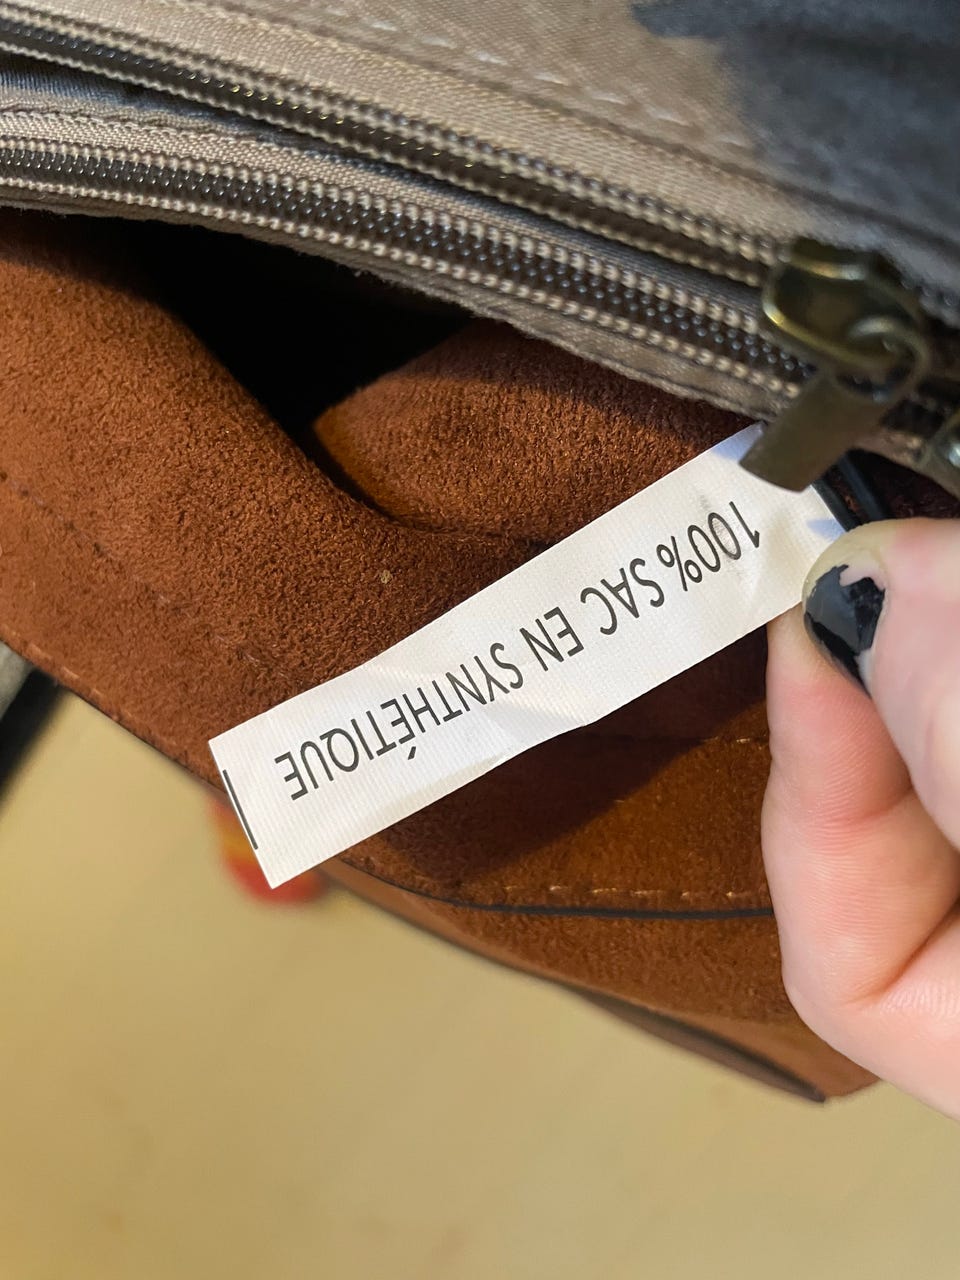 100% SAC EN SYNTHÉTIQUE